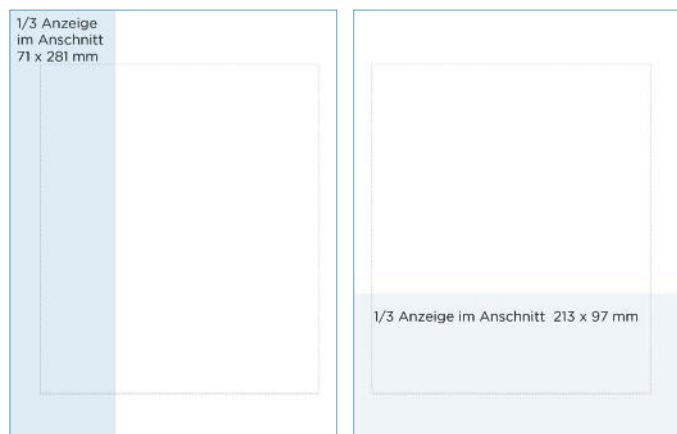 1/3 Anzeige
im Anschnitt
71 x 281 mm
1/3 Anzeige im Anschnitt 213 x 97 mm